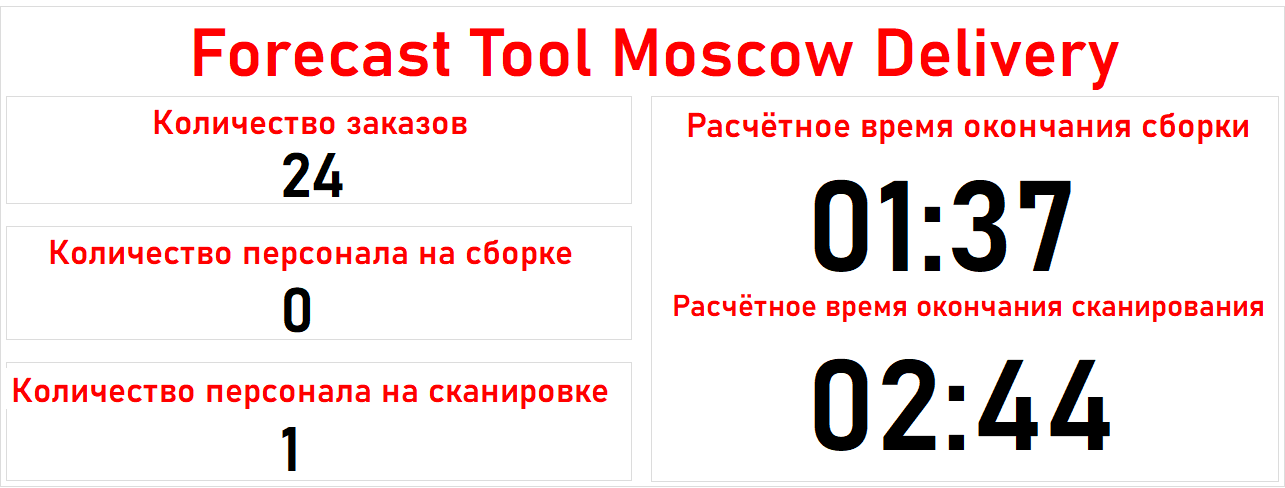 Forecast Tool Moscow Delivery
Количество заказов
24
Количество персонала на сборке
0
Количество персонала на сканировке
1
Расчётное время окончания сборки
01:37
Расчётное время окончания сканирования
02:44